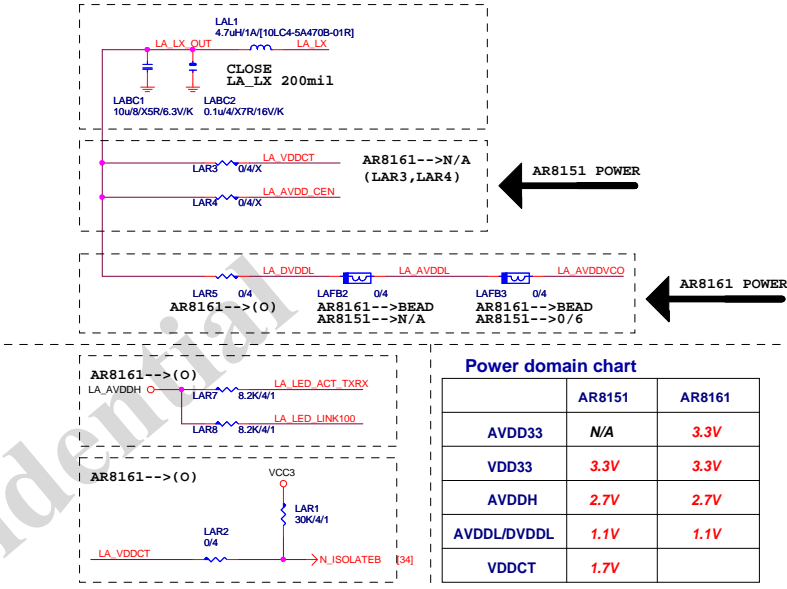 LAL1
4.7uH/1A/[10LC4-5A470B-01R]
LA_LX_OUT
LA_LX
CLOSE
LA_LX 200mil
LABC1
10u/8/X5R/6.3V/K
LABC2
0.1u/4/X7R/16V/K
LA_VDDCT
LAR3 0/4/X
AR8161-->N/A
(LAR3,LAR4)
AR8151 POWER
LA_AVDD_CEN
LAR4 0/4/X
LA_DVDDL
LA_AVDDL
LA_AVDDVCO
AR8161 POWER
LAR5 0/4
AR8161-->(O)
LAFB2 0/4
AR8161-->BEAD
AR8151-->N/A
LAFB3 0/4
AR8161-->BEAD
AR8151-->0/6
AR8161-->(O)
LA_AVDDH
LA_LED_ACT_TXRX
LAR7 8.2K/4/1
LA_LED_LINK100
LAR8 8.2K/4/1
AR8161-->(O)
VCC3
LAR1
30K/4/1
LAR2
0/4
LA_VDDCT
N_ISOLATEB [34]
Power domain chart
AR8151 AR8161
AVDD33 N/A 3.3V
VDD33 3.3V 3.3V
AVDDH 2.7V 2.7V
AVDDL/DVDDL 1.1V 1.1V
VDDCT 1.7V
idential